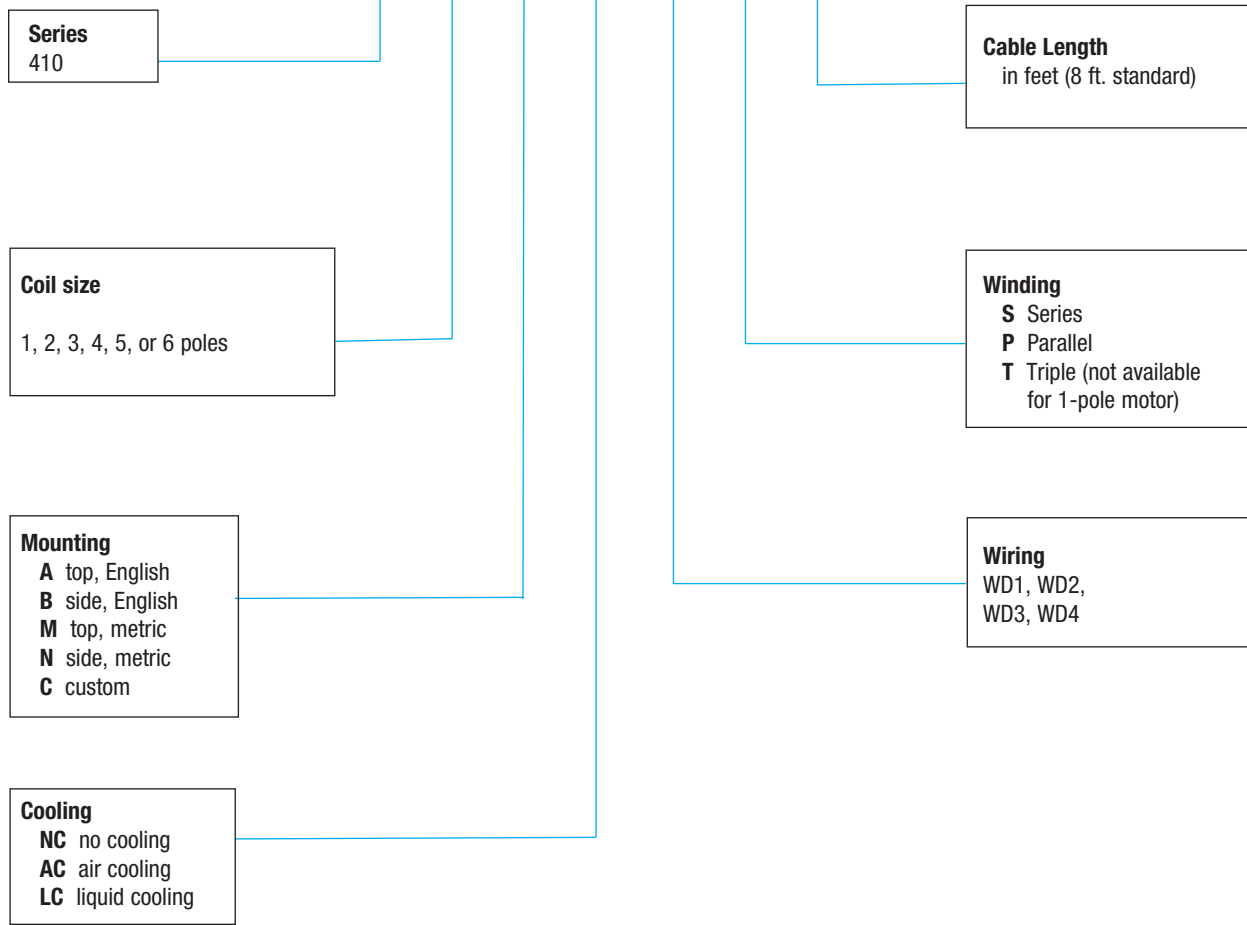 Series
410
Coil size
1, 2, 3, 4, 5, or 6 poles
Mounting
A top, English
B side, English
M top, metric
N side, metric
C custom
Cooling
NC no cooling
AC air cooling
LC liquid cooling
Cable Length
in feet (8 ft. standard)
Winding
S Series
P Parallel
T Triple (not available
for 1-pole motor)
Wiring
WD1, WD2,
WD3, WD4